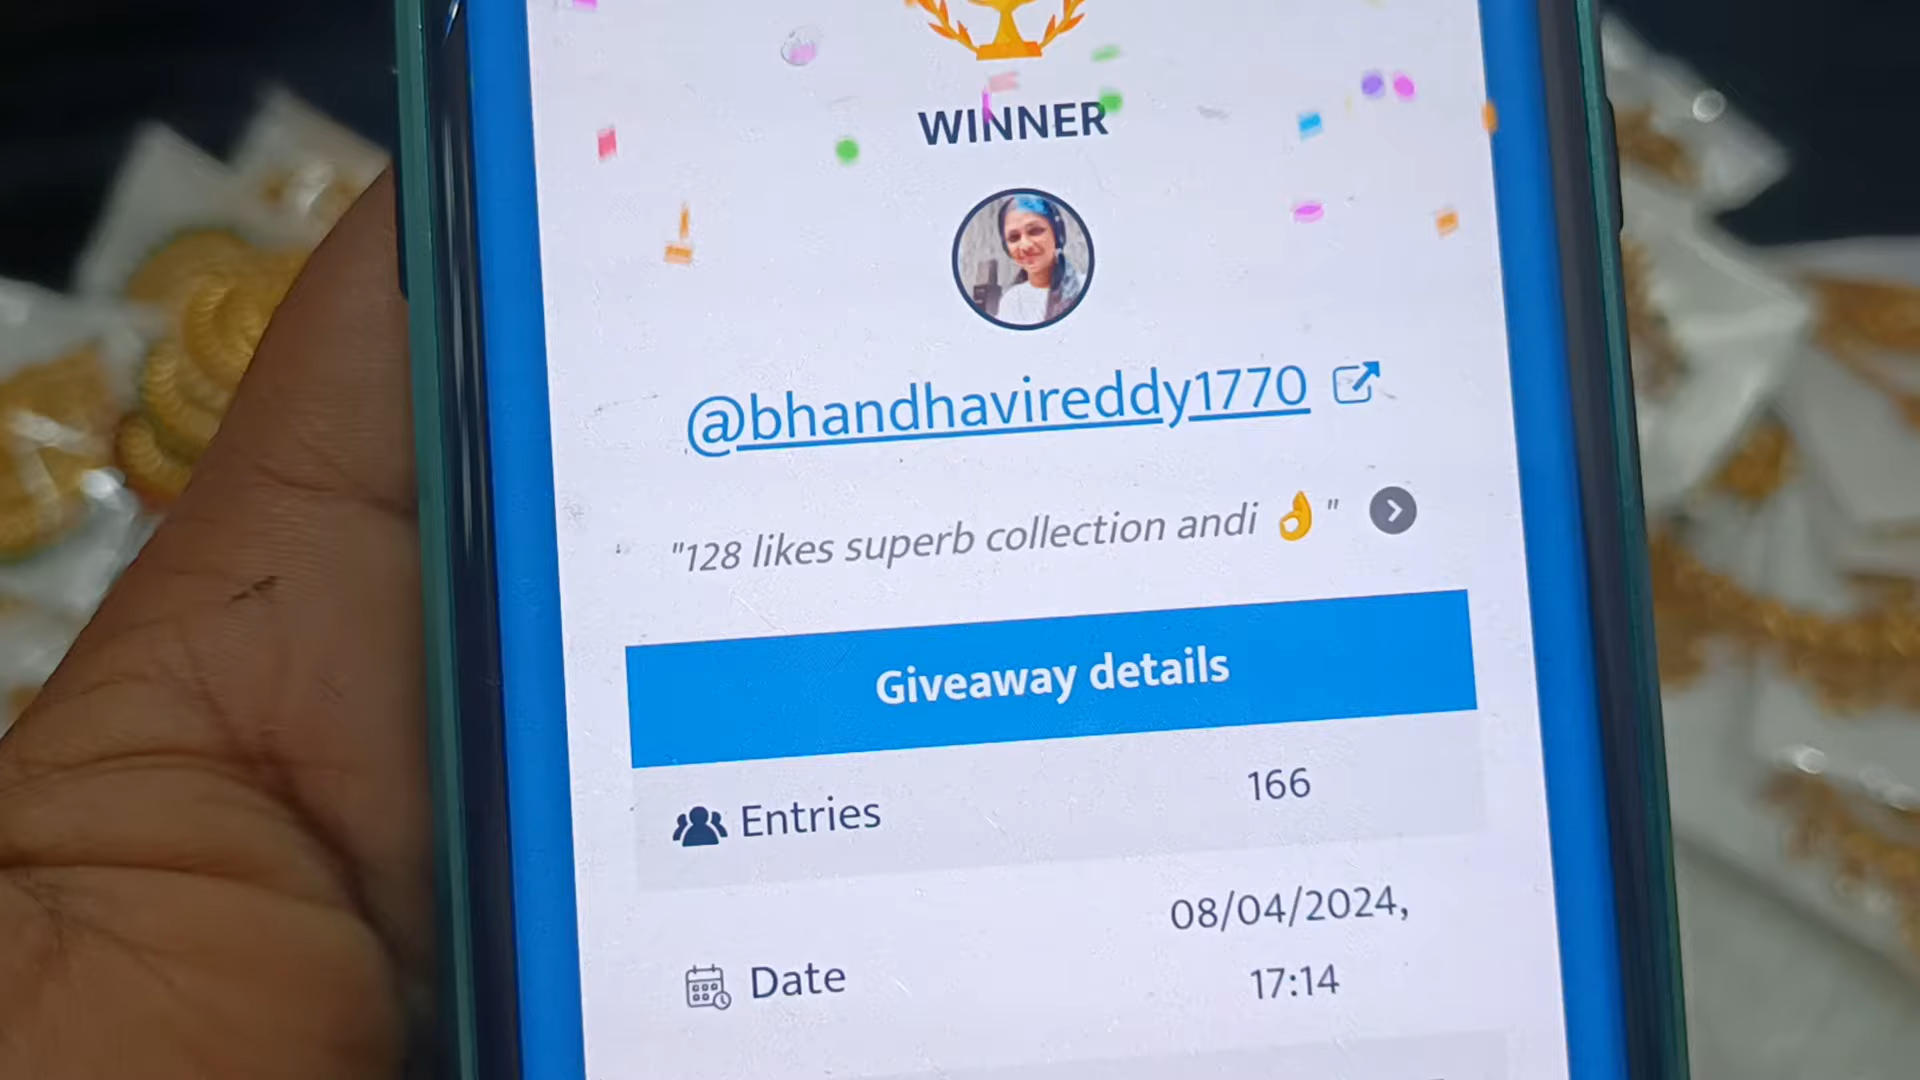 WINNER
@bhandhavireddy1770
"128 likes superb collection andi 👌"
Giveaway details
Entries 166
Date 08/04/2024,
17:14